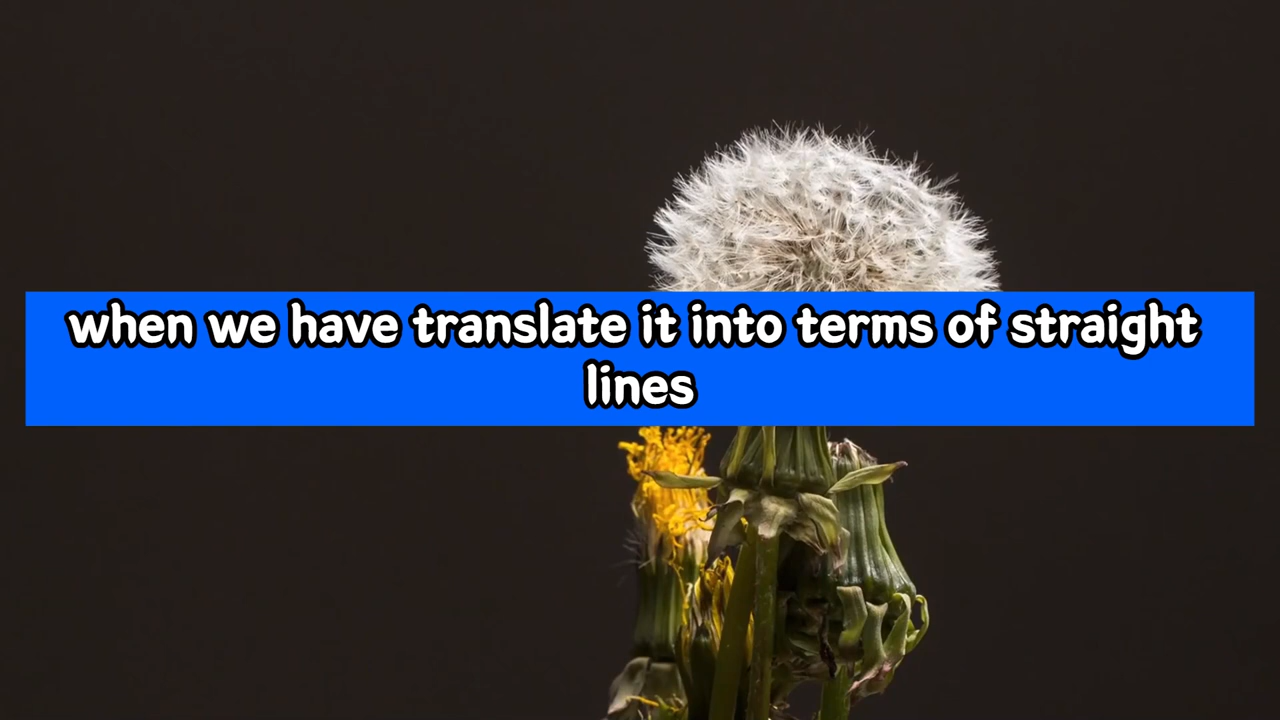 when we have translate it into terms of straight
lines